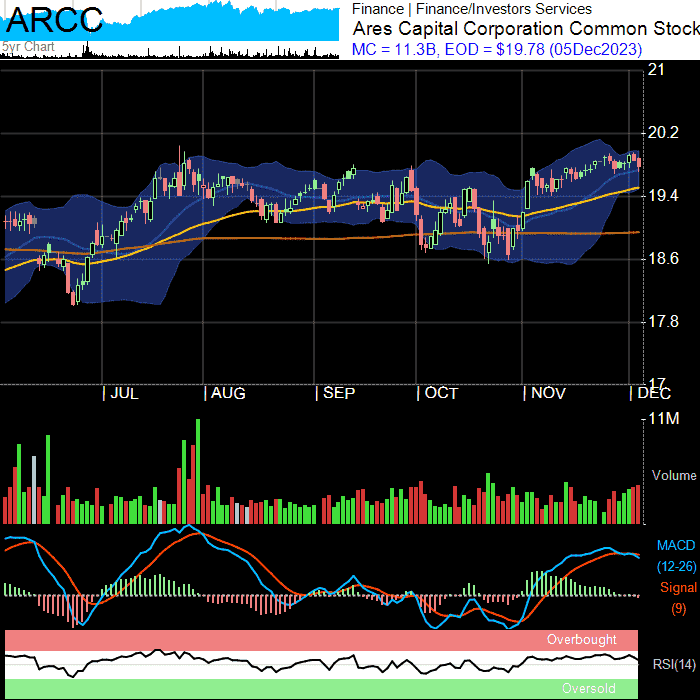 ARCC
5yr Chart
Finance | Finance/Investors Services
Ares Capital Corporation Common Stock
MC = 11.3B, EOD = $19.78 (05Dec2023)
21
20.2
19.4
18.6
17.8
17
JUL AUG SEP OCT NOV DEC
11M
Volume
MACD
(12-26)
Signal
(9)
Overbought
RSI(14)
Oversold